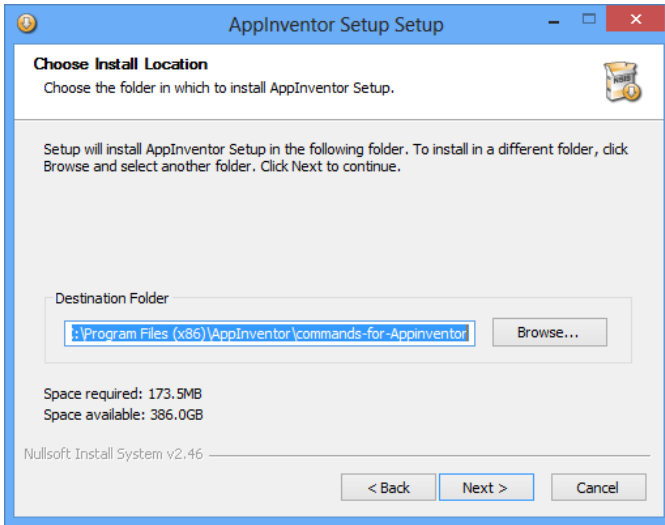 AppInventor Setup Setup
Choose Install Location
Choose the folder in which to install AppInventor Setup.
NSIS
Setup will install AppInventor Setup in the following folder. To install in a different folder, click
Browse and select another folder. Click Next to continue.
Destination Folder
:\Program Files (x86)\AppInventor\commands-for-Appinventor
Browse...
Space required: 173.5MB
Space available: 386.0GB
Nullsoft Install System v2.46
< Back
Next >
Cancel